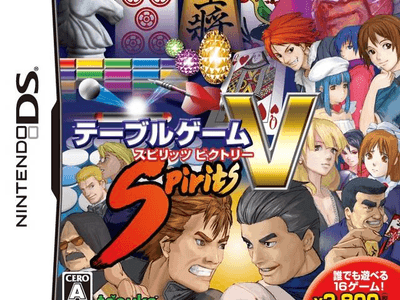 NINTENDO DS
テーブルゲーム
V
スピリッツ ビクトリー
Spirits
誰でも遊べる
16ゲーム!
CERO
A